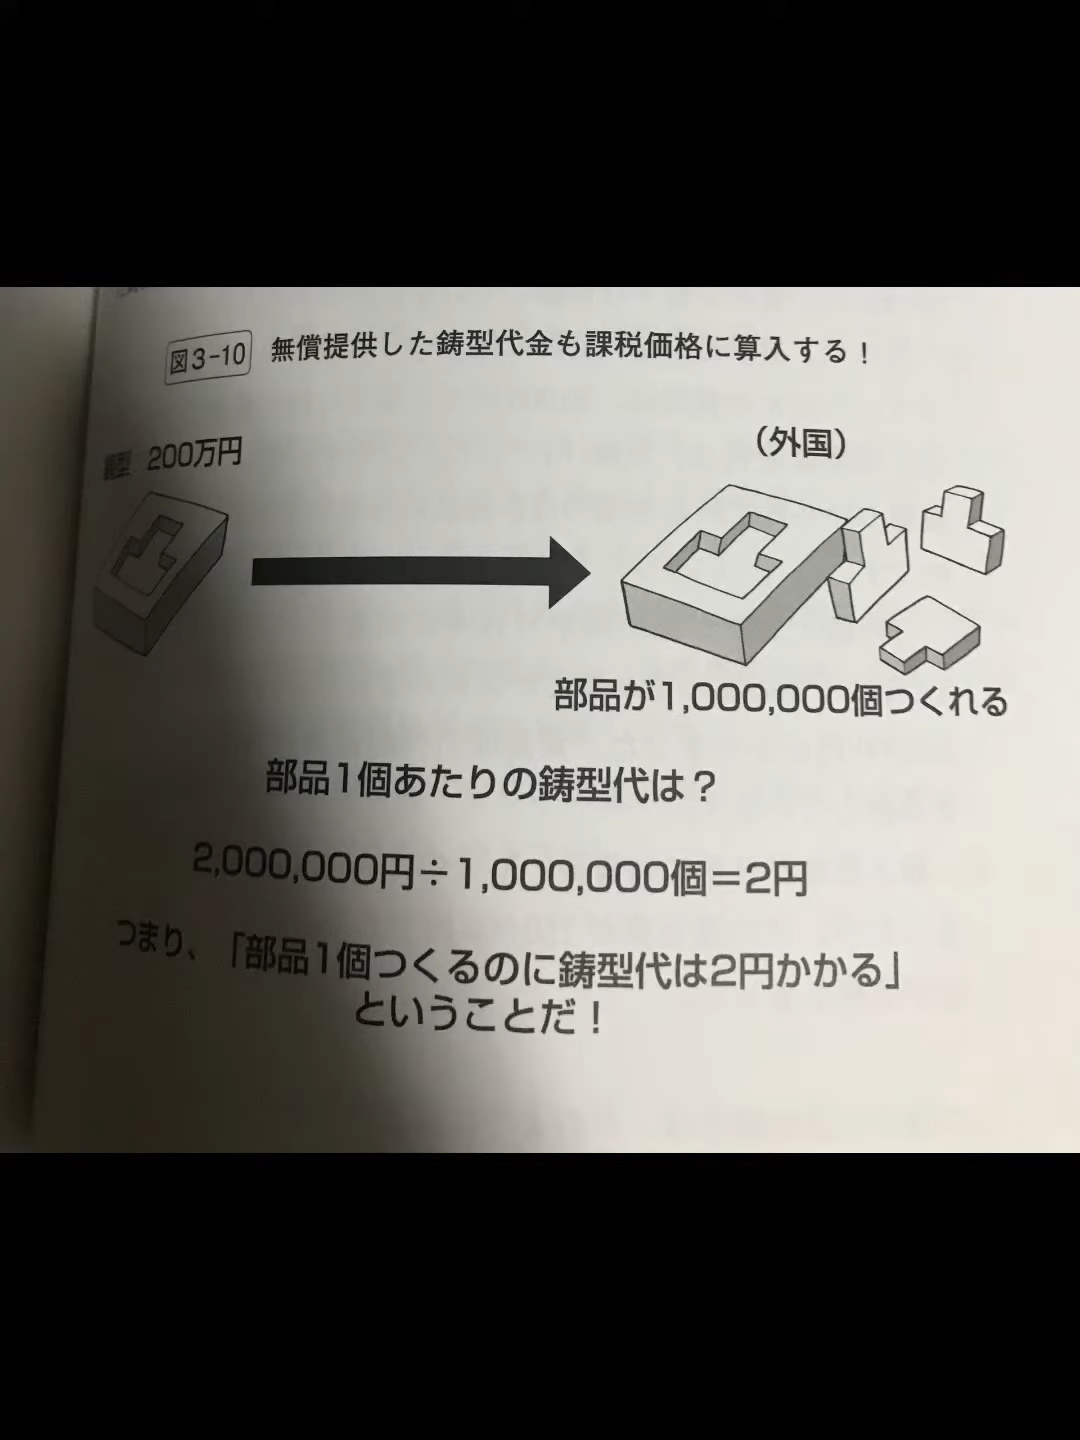 図3-10 無償提供した鋳型代金も課税価格に算入する！
鋳型 200万円
（外国）
部品が1,000,000個つくれる
部品1個あたりの鋳型代は？
2,000,000円÷1,000,000個＝2円
つまり、「部品1個つくるのに鋳型代は2円かかる」
ということだ！